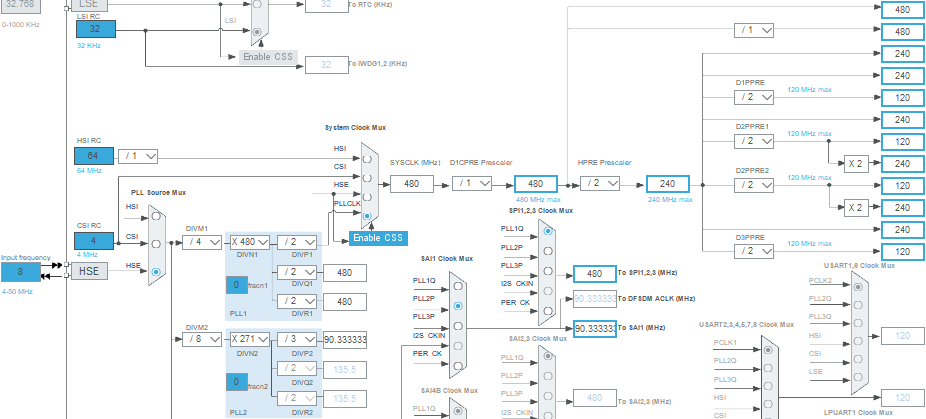 32.768
LSE
32
To RTC (KHz)
480
0-1000 KHz
LSI RC
LSI
32
/ 1
480
32 KHz
Enable CSS
240
32
To IWDG1,2 (KHz)
240
D1PPRE
120 MHz max
/ 2
120
System Clock Mux
240
D2PPRE1
HSI RC
HSI
120 MHz max
/ 2
120
64
/ 1
CSI
SYSCLK (MHz)
D1CPRE Prescaler
HPRE Prescaler
X 2
240
64 MHz
HSE
480
/ 1
480
/ 2
240
D2PPRE2
120 MHz max
/ 2
120
PLL Source Mux
PLLCLK
480 MHz max
240 MHz max
HSI
SPI1,2,3 Clock Mux
X 2
240
CSI RC
DIVM1
PLL1Q
240
4
CSI
/ 4
X 480
/ 2
Enable CSS
D3PPRE
120 MHz max
4 MHz
DIVN1
DIVP1
PLL2P
/ 2
120
Input frequency
SAI1 Clock Mux
PLL3P
USART1,6 Clock Mux
8
HSE
HSE
/ 2
480
PLL1Q
I2S CKIN
480
To SPI1,2,3 (MHz)
PCLK2
4-50 MHz
0
fracn1
DIVQ1
PLL2P
PER CK
90.333333
To DFSDM ACLK (MHz)
PLL2Q
/ 2
480
PLL3P
PLL3Q
PLL1
DIVR1
I2S CKIN
90.333333
To SAI1 (MHz)
USART2,3,4,5,7,8 Clock Mux
HSI
120
DIVM2
SAI2,3 Clock Mux
PCLK1
CSI
/ 8
X 271
/ 3
90.333333
PER CK
PLL1Q
PLL2Q
LSE
DIVN2
DIVP2
PLL2P
PLL3Q
0
fracn2
/ 2
135.5
PLL3P
HSI
DIVQ2
SAI4B Clock Mux
I2S CKIN
480
To SAI2,3 (MHz)
CSI
120
/ 2
135.5
PLL1Q
LPUART1 Clock Mux
PLL2
DIVR2